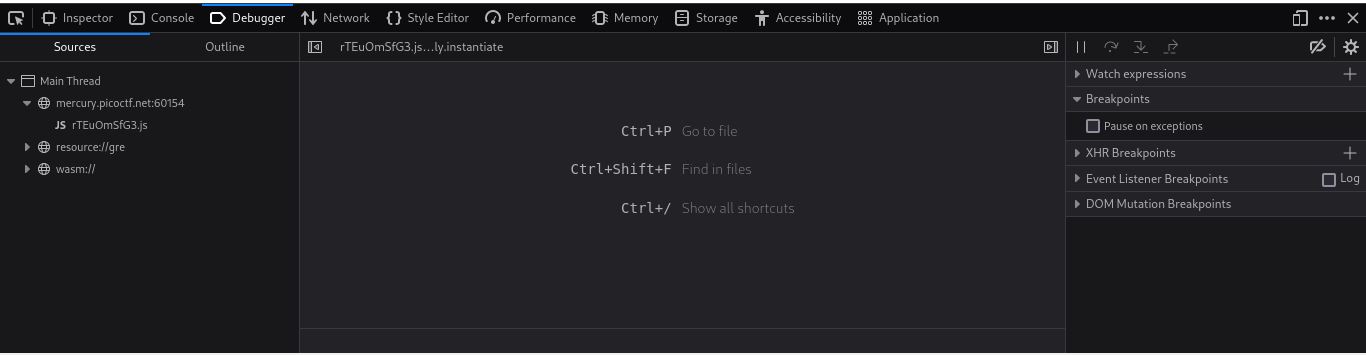 Inspector Console Debugger Network Style Editor Performance Memory Storage Accessibility Application
Sources Outline
rTEuOmSfG3.js…ly.instantiate
Main Thread
mercury.picoctf.net:60154
JS rTEuOmSfG3.js
resource://gre
wasm://
Ctrl+P Go to file
Ctrl+Shift+F Find in files
Ctrl+/ Show all shortcuts
Watch expressions
Breakpoints
Pause on exceptions
XHR Breakpoints
Event Listener Breakpoints Log
DOM Mutation Breakpoints